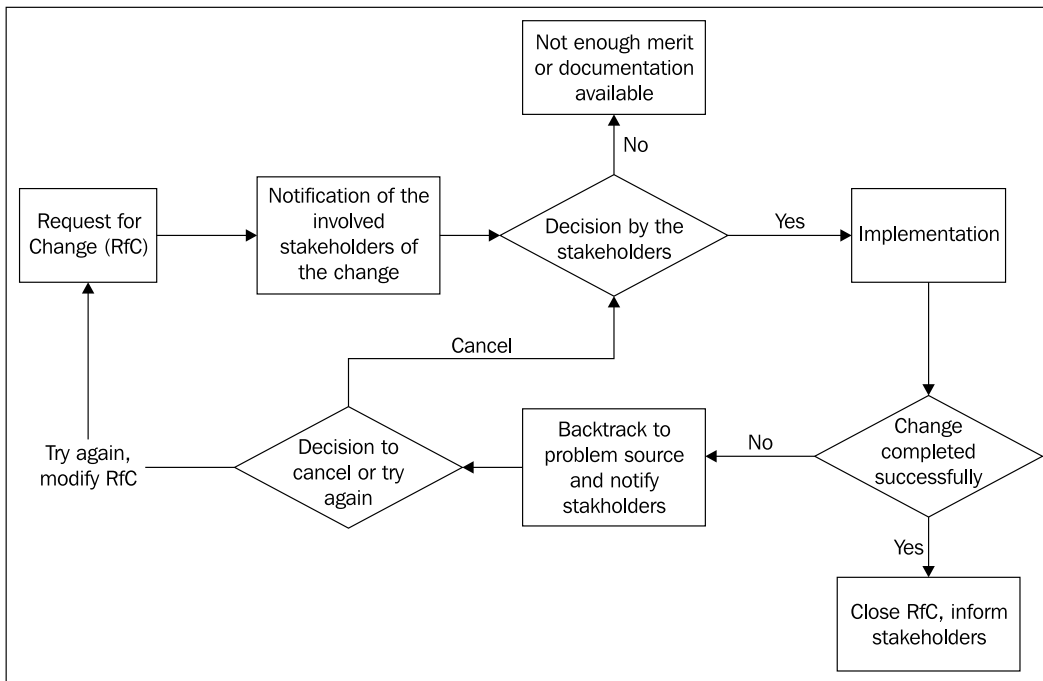 Not enough merit
or documentation
available
No
Request for
Change (RfC)
Notification of the
involved
stakeholders of
the change
Decision by the
stakeholders
Yes
Implementation
Cancel
Try again,
modify RfC
Decision to
cancel or try
again
Backtrack to
problem source
and notify
stakholders
No
Change
completed
successfully
Yes
Close RfC, inform
stakeholders